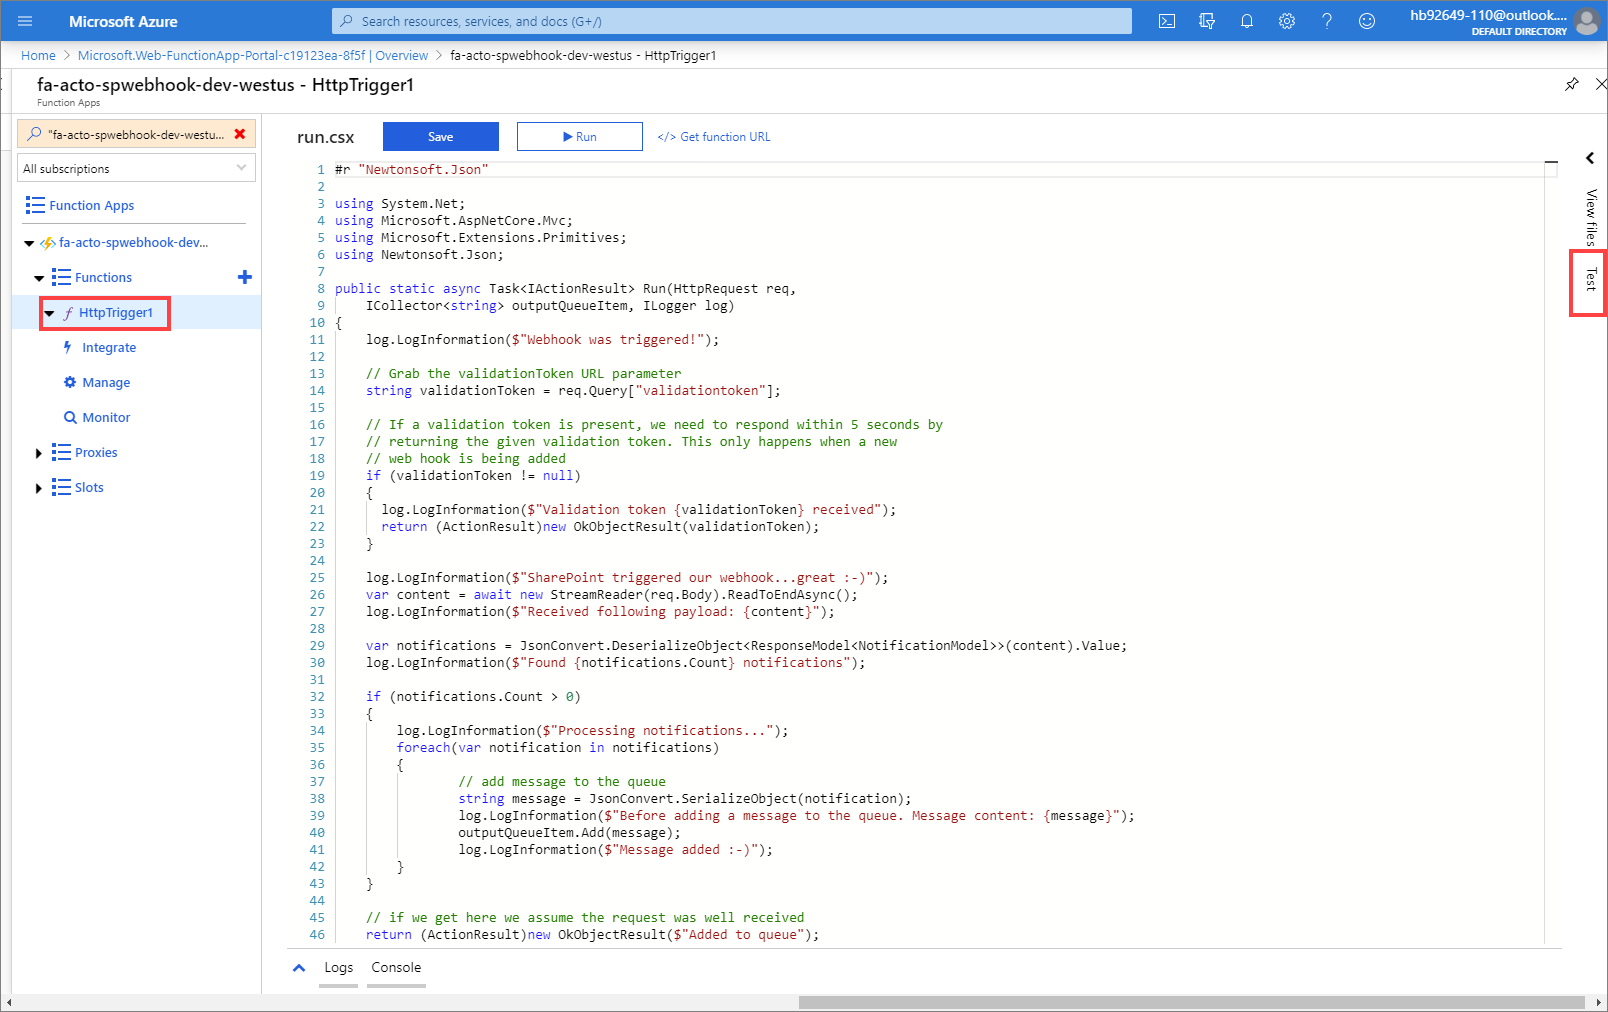 Microsoft Azure
Search resources, services, and docs (G+/)
hb92649-110@outlook....
DEFAULT DIRECTORY
Home > Microsoft.Web-FunctionApp-Portal-c19123ea-8f5f | Overview > fa-acto-spwebhook-dev-westus - HttpTrigger1
fa-acto-spwebhook-dev-westus - HttpTrigger1
Function Apps
"fa-acto-spwebhook-dev-westu...
All subscriptions
Function Apps
fa-acto-spwebhook-dev...
Functions
HttpTrigger1
Integrate
Manage
Monitor
Proxies
Slots
run.csx
Save
Run
</> Get function URL
1 #r "Newtonsoft.Json"
2
3 using System.Net;
4 using Microsoft.AspNetCore.Mvc;
5 using Microsoft.Extensions.Primitives;
6 using Newtonsoft.Json;
7
8 public static async Task<IActionResult> Run(HttpRequest req,
9     ICollector<string> outputQueueItem, ILogger log)
10 {
11     log.LogInformation($"Webhook was triggered!");
12
13     // Grab the validationToken URL parameter
14     string validationToken = req.Query["validationtoken"];
15
16     // If a validation token is present, we need to respond within 5 seconds by
17     // returning the given validation token. This only happens when a new
18     // web hook is being added
19     if (validationToken != null)
20     {
21       log.LogInformation($"Validation token {validationToken} received");
22       return (ActionResult)new OkObjectResult(validationToken);
23     }
24
25     log.LogInformation($"SharePoint triggered our webhook...great :-)");
26     var content = await new StreamReader(req.Body).ReadToEndAsync();
27     log.LogInformation($"Received following payload: {content}");
28
29     var notifications = JsonConvert.DeserializeObject<ResponseModel<NotificationModel>>(content).Value;
30     log.LogInformation($"Found {notifications.Count} notifications");
31
32     if (notifications.Count > 0)
33     {
34         log.LogInformation($"Processing notifications...");
35         foreach(var notification in notifications)
36         {
37                 // add message to the queue
38                 string message = JsonConvert.SerializeObject(notification);
39                 log.LogInformation($"Before adding a message to the queue. Message content: {message}");
40                 outputQueueItem.Add(message);
41                 log.LogInformation($"Message added :-)");
42         }
43     }
44
45     // if we get here we assume the request was well received
46     return (ActionResult)new OkObjectResult($"Added to queue");
View files
Test
Logs
Console